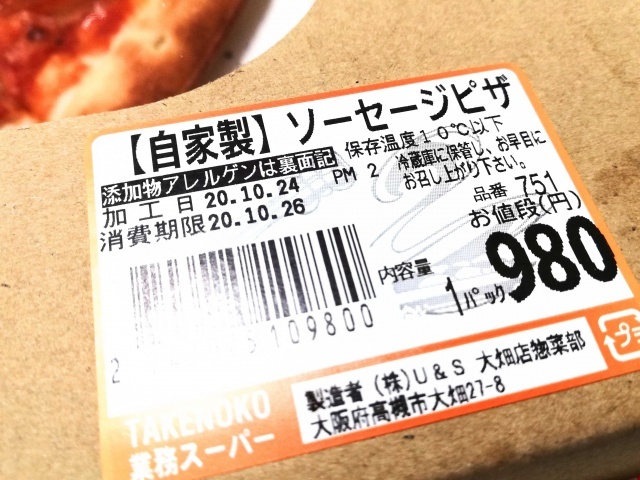 【自家製】ソーセージピザ
添加物アレルゲンは裏面記
保存温度10℃以下
加工日 20.10.24 PM 2
冷蔵庫に保管し、お早目に
お召し上がり下さい。
消費期限20.10.26
品番 751
お値段(円)
980
内容量
1パック
2
109800
TAKENOKO
業務スーパー
製造者 (株)U&S 大畑店惣菜部
大阪府高槻市大畑27-8
プラ